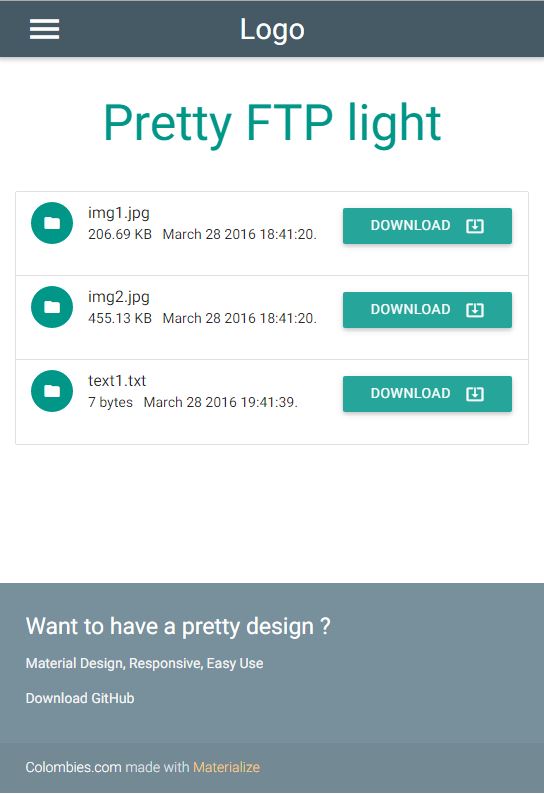 Logo
Pretty FTP light
img1.jpg
206.69 KB March 28 2016 18:41:20.
DOWNLOAD
img2.jpg
455.13 KB March 28 2016 18:41:20.
DOWNLOAD
text1.txt
7 bytes March 28 2016 19:41:39.
DOWNLOAD
Want to have a pretty design ?
Material Design, Responsive, Easy Use
Download GitHub
Colombies.com made with Materialize